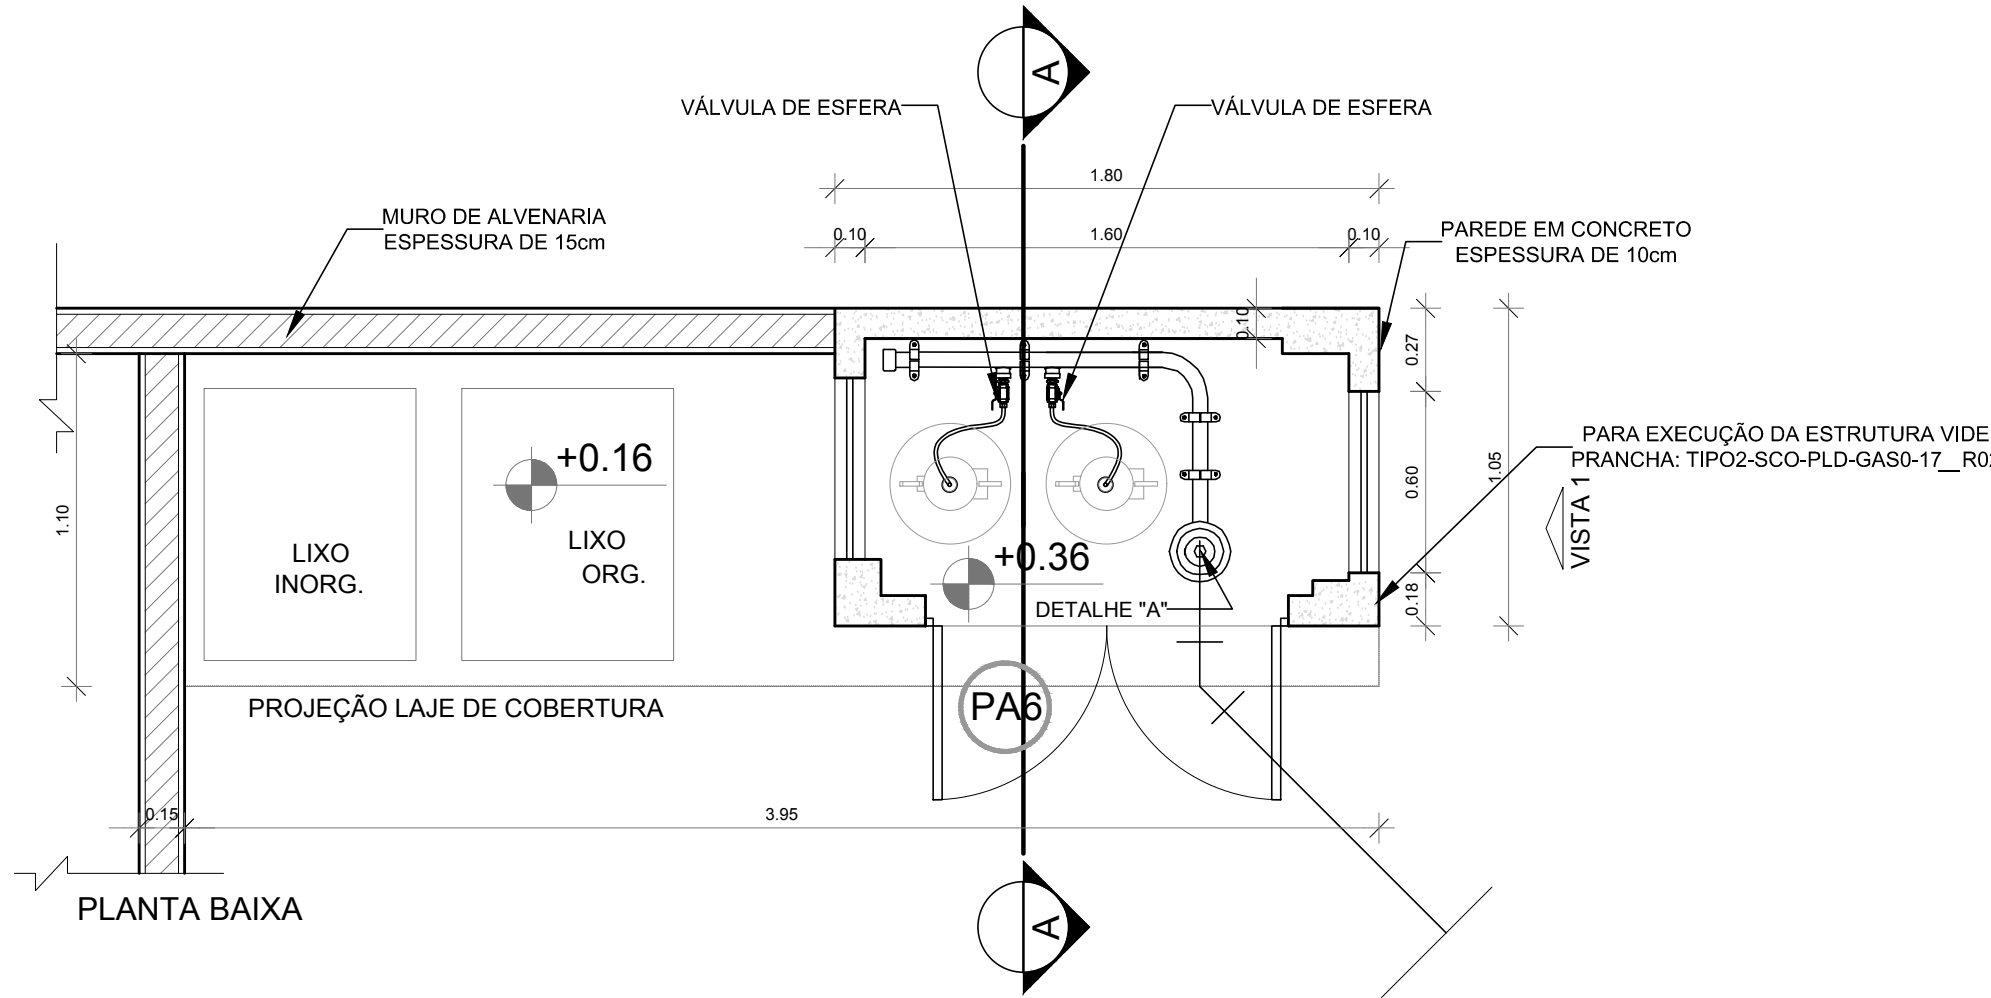 A
VÁLVULA DE ESFERA
VÁLVULA DE ESFERA
1.80
MURO DE ALVENARIA
ESPESSURA DE 15cm
0.10
1.60
0.10
PAREDE EM CONCRETO
ESPESSURA DE 10cm
0.10
0.27
PARA EXECUÇÃO DA ESTRUTURA VIDE
PRANCHA: TIPO2-SCO-PLD-GAS0-17__R02
+0.16
0.60
1.05
VISTA 1
1.10
LIXO
INORG.
LIXO
ORG.
+0.36
DETALHE "A"
0.18
PROJEÇÃO LAJE DE COBERTURA
PA6
0.15
3.95
PLANTA BAIXA
A